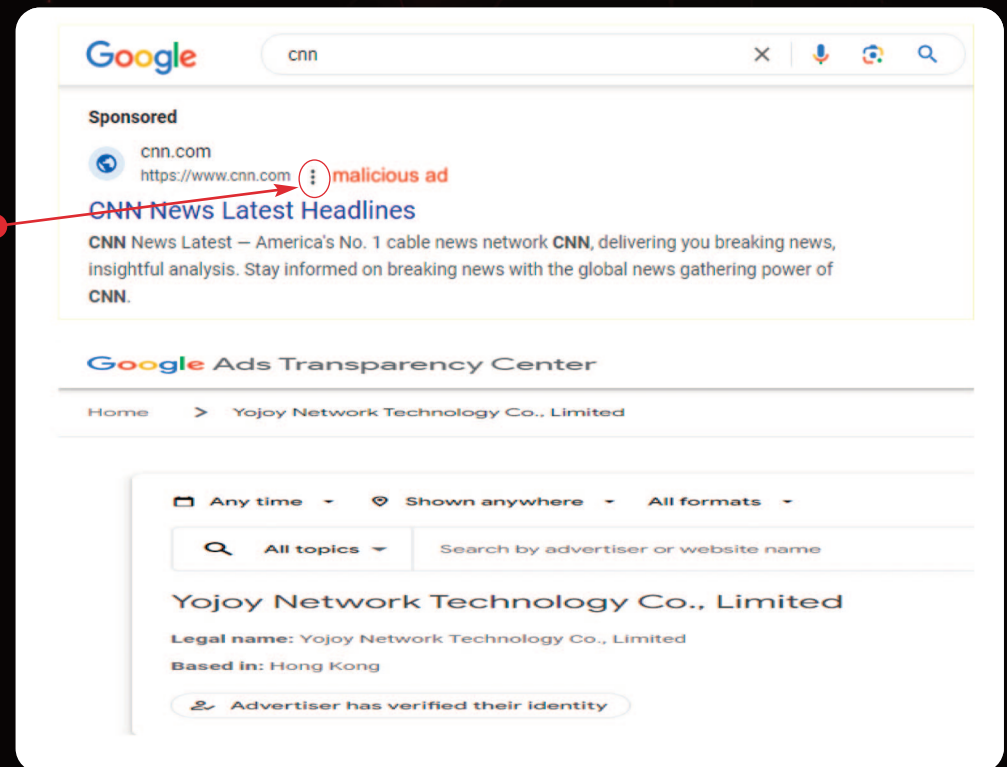 Google cnn
Sponsored
cnn.com
https://www.cnn.com malicious ad
CNN News Latest Headlines
CNN News Latest — America's No. 1 cable news network CNN, delivering you breaking news,
insightful analysis. Stay informed on breaking news with the global news gathering power of
CNN.
Google Ads Transparency Center
Home > Yojoy Network Technology Co., Limited
Any time Shown anywhere All formats
All topics Search by advertiser or website name
Yojoy Network Technology Co., Limited
Legal name: Yojoy Network Technology Co., Limited
Based in: Hong Kong
Advertiser has verified their identity